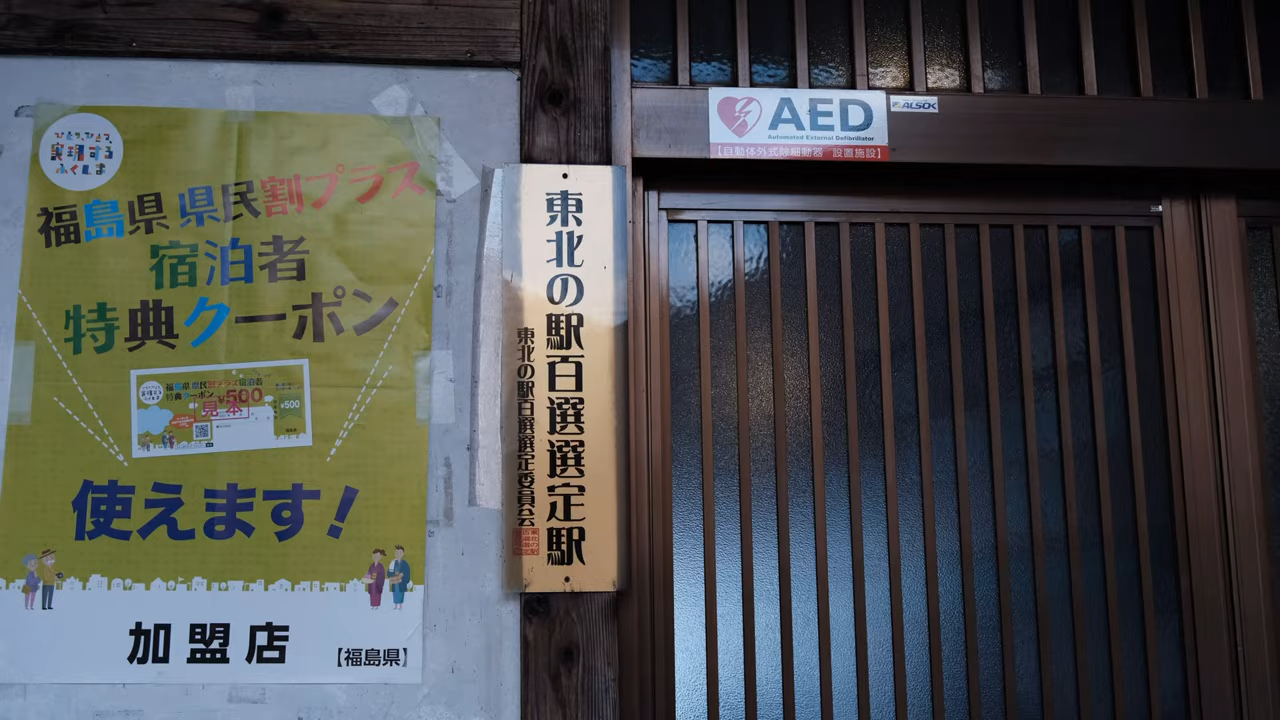 ひとつ、ひとつ、
実現する
ふくしま
福島県 県民割プラス
宿泊者
特典クーポン
福島県 県民割プラス宿泊者
特典クーポン ¥500
見本
¥500
使えます!
加盟店
【福島県】
東北の駅百選選定駅
東北の駅百選選定委員会
AED
Automated External Defibrillator
【自動体外式除細動器 設置施設】
ALSOK